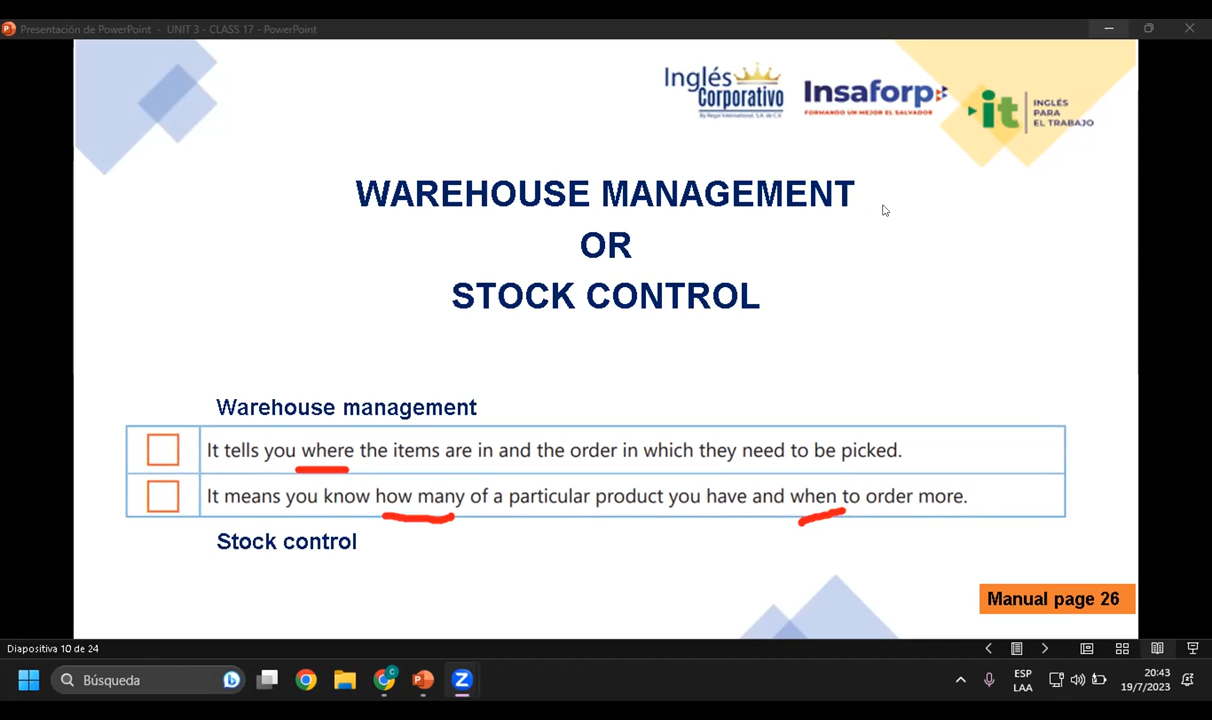 Presentación de PowerPoint - UNIT 3 - CLASS 17 - PowerPoint
Inglés
Corporativo
By Regal International, S.A. de C.V.
Insaforp
FORMANDO UN MEJOR EL SALVADOR
it
INGLÉS
PARA
EL TRABAJO
WAREHOUSE MANAGEMENT
OR
STOCK CONTROL
Warehouse management
It tells you where the items are in and the order in which they need to be picked.
It means you know how many of a particular product you have and when to order more.
Stock control
Manual page 26
Diapositiva 10 de 24
Búsqueda
ESP
LAA
20:43
19/7/2023